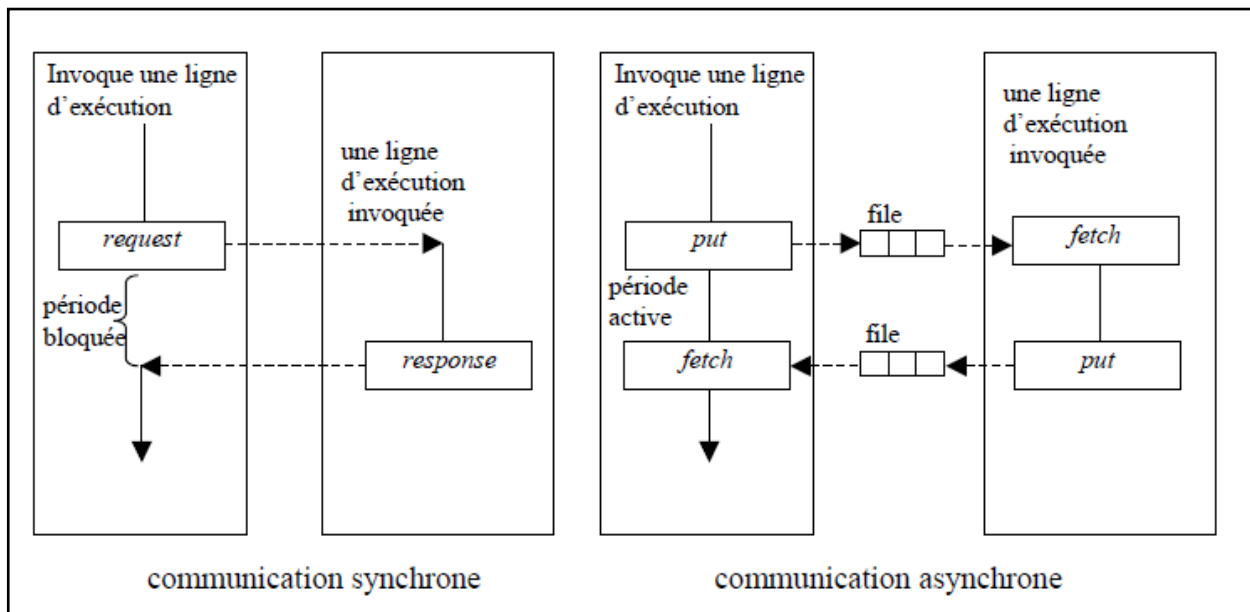 Invoque une ligne
d'exécution
une ligne
d'exécution
invoquée
request
période
bloquée
response
communication synchrone
Invoque une ligne
d'exécution
une ligne
d'exécution
invoquée
file
put
fetch
période
active
file
fetch
put
communication asynchrone